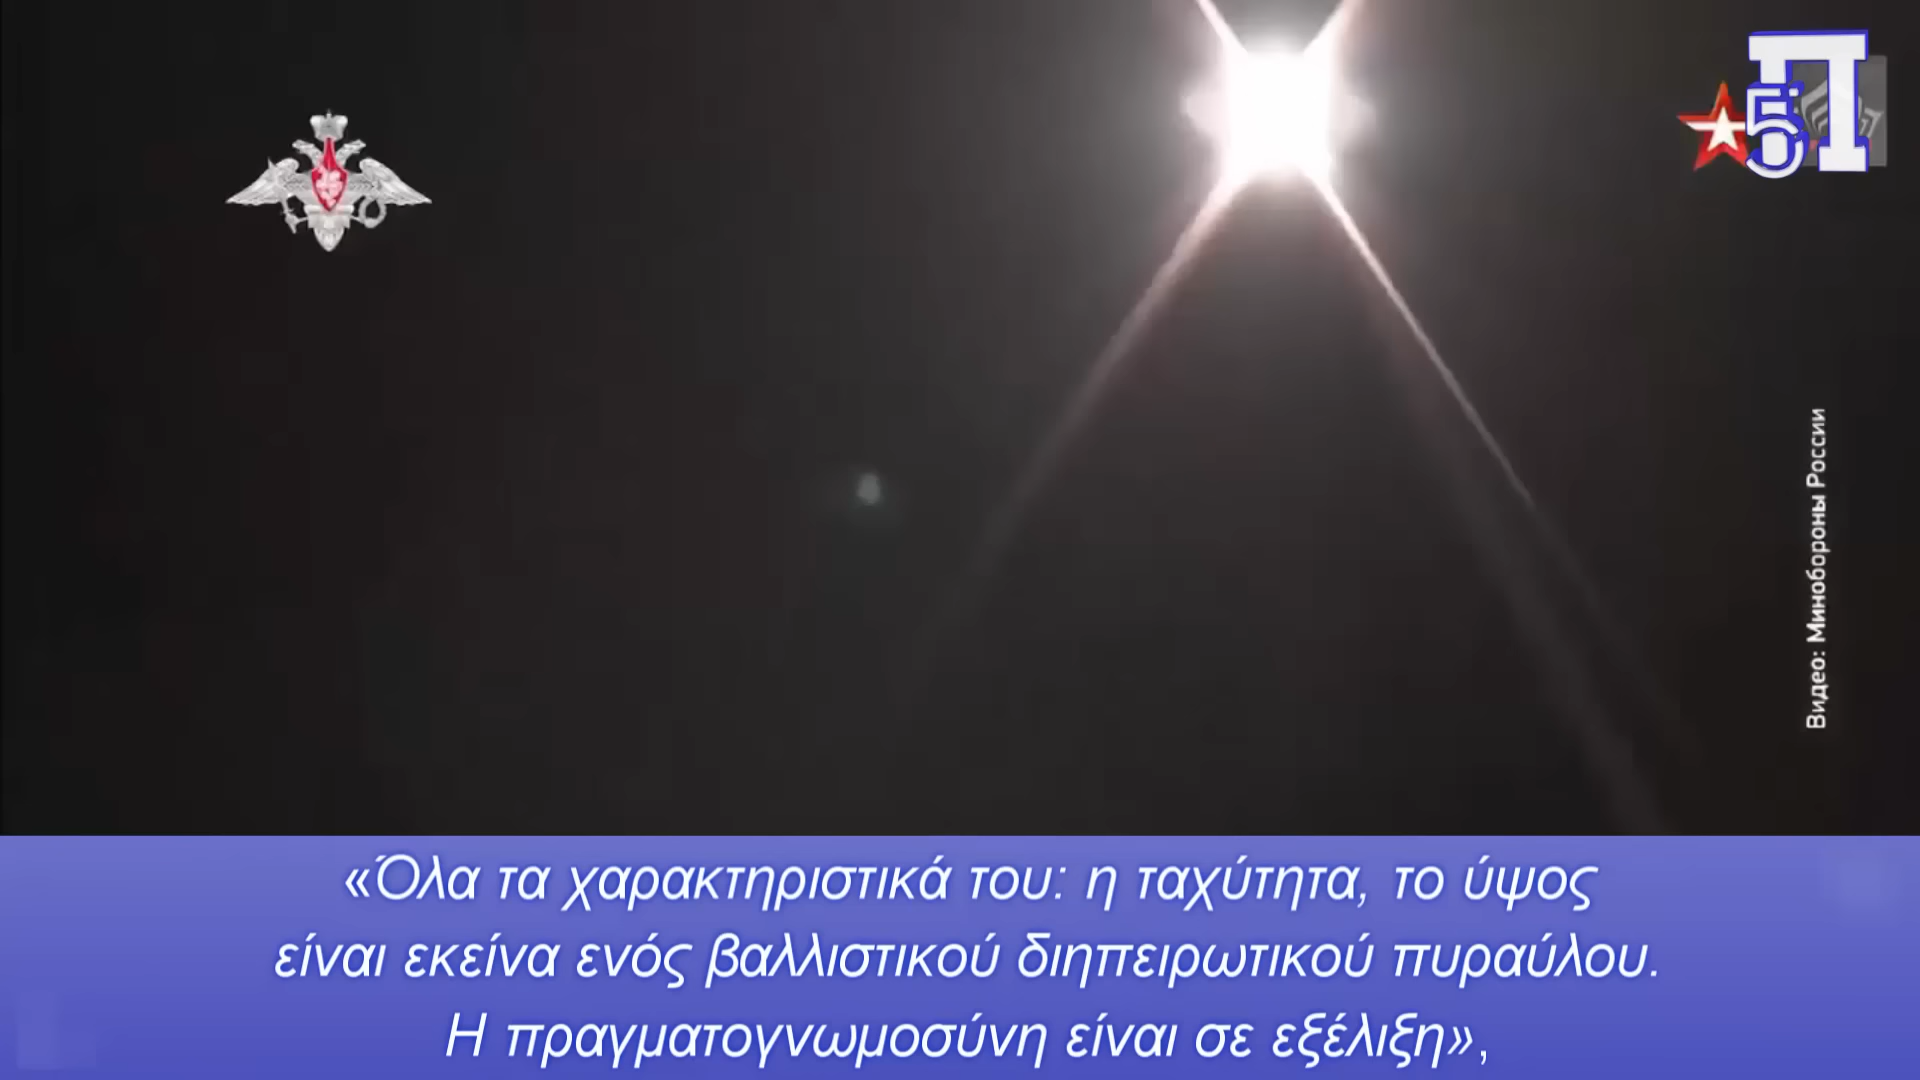 5 Π
Видео: Минобороны России
«Όλα τα χαρακτηριστικά του: η ταχύτητα, το ύψος
είναι εκείνα ενός βαλλιστικού διηπειρωτικού πυραύλου.
Η πραγματογνωμοσύνη είναι σε εξέλιξη»,